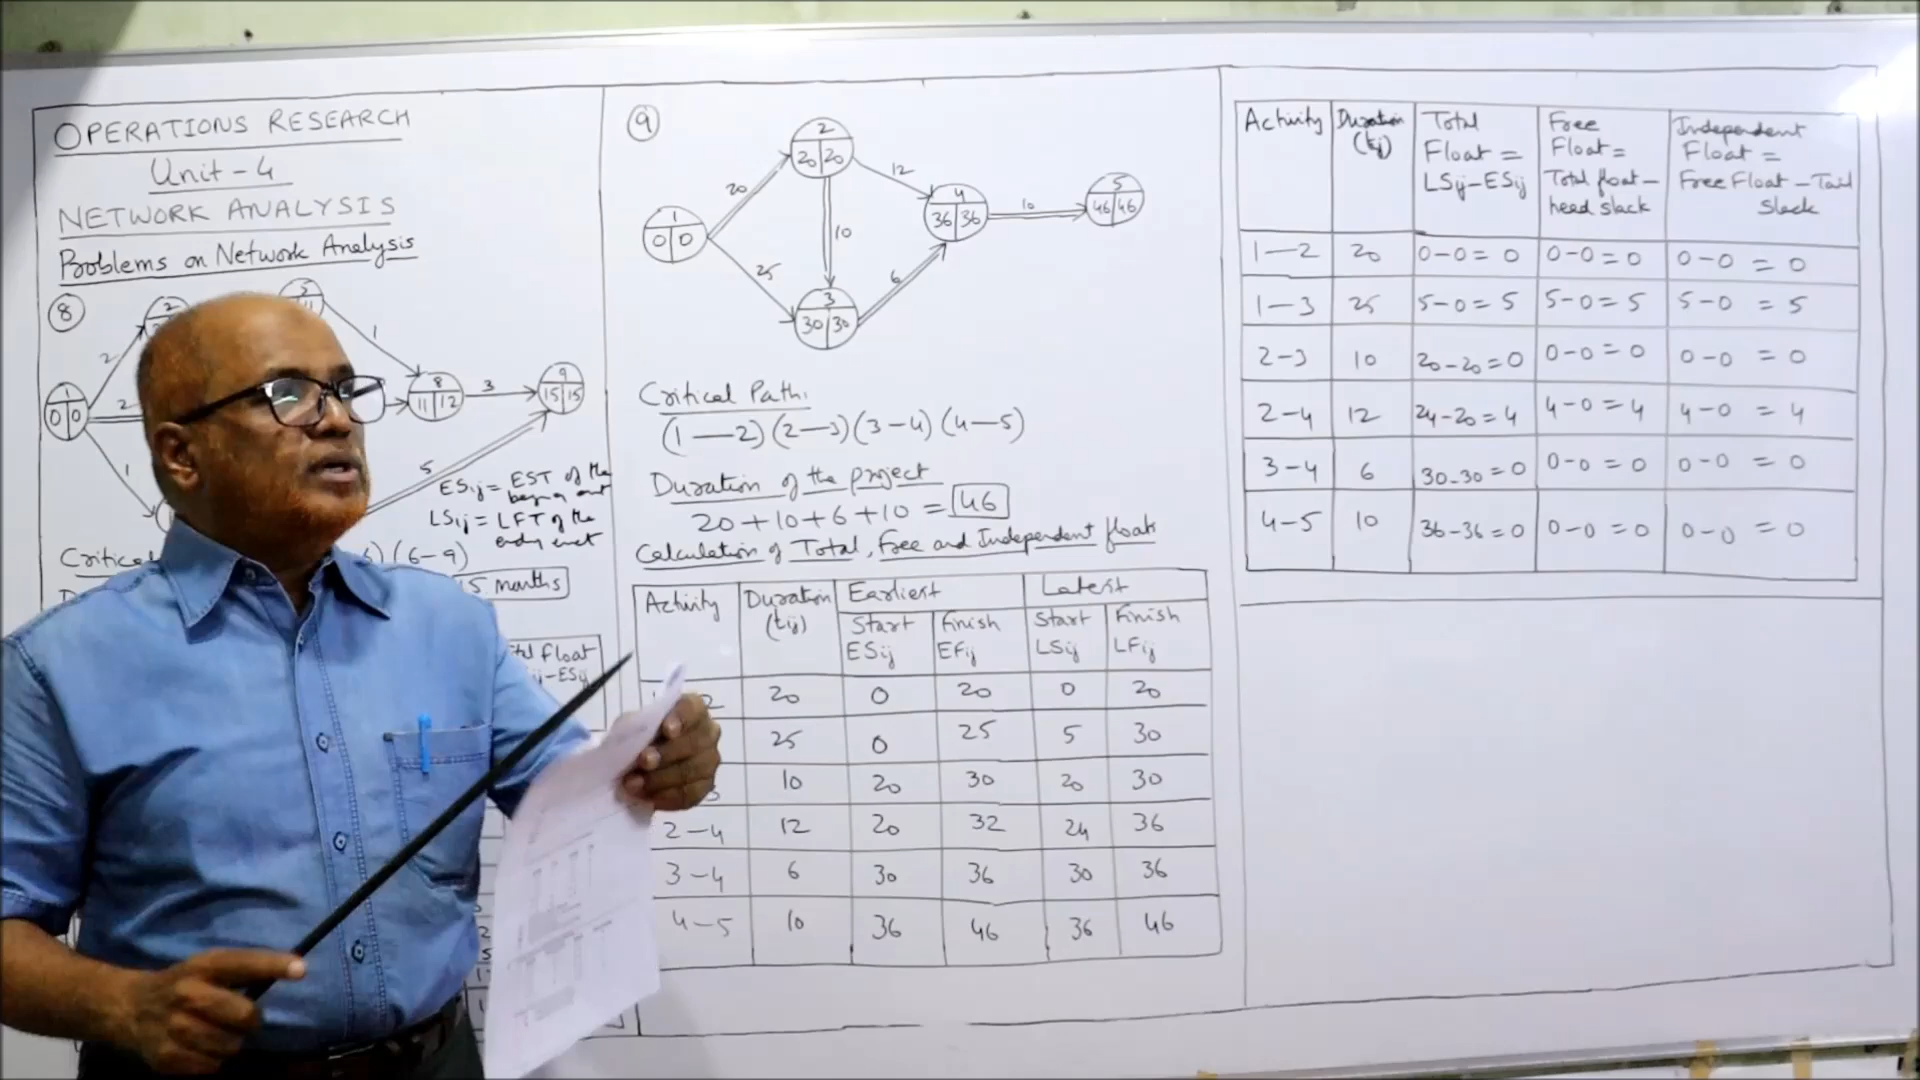 OPERATIONS RESEARCH
Unit-4
NETWORK ANALYSIS
Problems on Network Analysis
8
2
5
1
2
1
0 0
2
8
11 12
3
9
15 15
1
5
ESij = EST of the
LSij = LFT of the
(6-9)
15 months
Float
ij-ESij
9
2
20 20
12
20
4
36 36
10
5
46 46
1
0 0
10
25
6
3
30 30
Critical Path.
(1—2) (2—3) (3-4) (4-5)
Duration of the project
20+10+6+10 = 46
Calculation of Total, Free and Independent float
Activity Duration (tij) Earliest Latest
Start ESij Finish EFij Start LSij Finish LFij
2 20 0 20 0 20
25 0 25 5 30
3 10 20 30 20 30
2-4 12 20 32 24 36
3-4 6 30 36 30 36
4-5 10 36 46 36 46
Activity Duration (tij) Total Float = LSij-ESij Free Float = Total float - head slack Independent Float = Free Float - Tail Slack
1—2 20 0-0=0 0-0=0 0-0 = 0
1—3 25 5-0=5 5-0=5 5-0 = 5
2-3 10 20-20=0 0-0=0 0-0 = 0
2-4 12 24-20=4 4-0=4 4-0 = 4
3-4 6 30-30=0 0-0=0 0-0 = 0
4-5 10 36-36=0 0-0=0 0-0 = 0